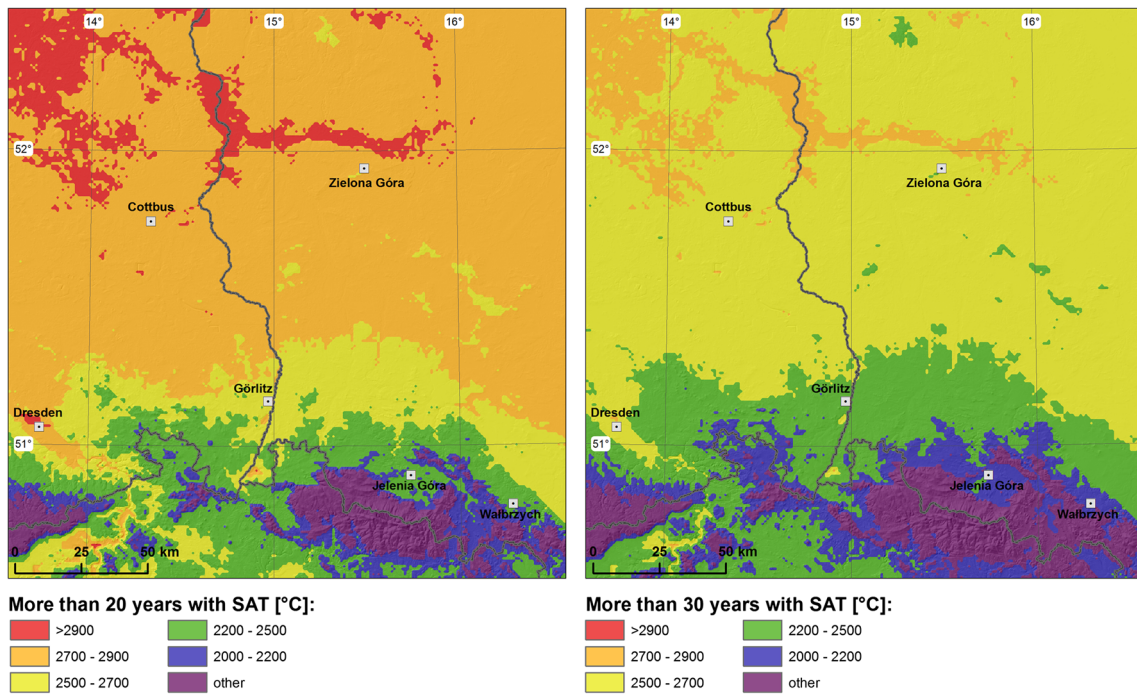 14° 15° 16°
52°
Zielona Góra
Cottbus
Görlitz
Dresden
51°
Jelenia Góra
Wałbrzych
0 25 50 km
More than 20 years with SAT [°C]:
>2900 2200 - 2500
2700 - 2900 2000 - 2200
2500 - 2700 other
14° 15° 16°
52°
Zielona Góra
Cottbus
Görlitz
Dresden
51°
Jelenia Góra
Wałbrzych
0 25 50 km
More than 30 years with SAT [°C]:
>2900 2200 - 2500
2700 - 2900 2000 - 2200
2500 - 2700 other